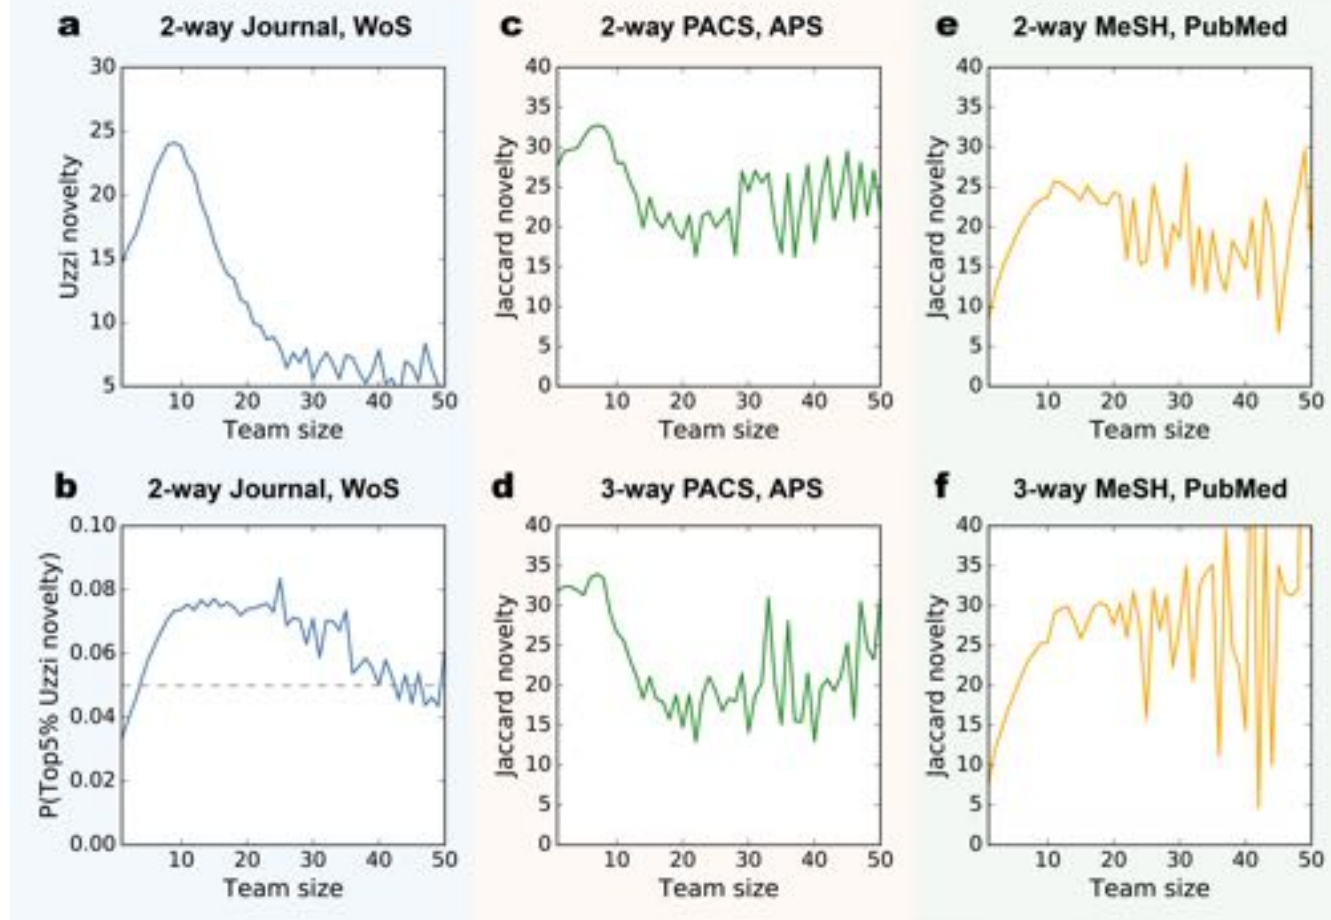 a 2-way Journal, WoS
30
25
20
15
10
5
Uzzi novelty
10 20 30 40 50
Team size
c 2-way PACS, APS
40
35
30
25
20
15
10
5
0
Jaccard novelty
10 20 30 40 50
Team size
e 2-way MeSH, PubMed
40
35
30
25
20
15
10
5
0
Jaccard novelty
10 20 30 40 50
Team size
b 2-way Journal, WoS
0.10
0.08
0.06
0.04
0.02
0.00
P(Top5% Uzzi novelty)
10 20 30 40 50
Team size
d 3-way PACS, APS
40
35
30
25
20
15
10
5
0
Jaccard novelty
10 20 30 40 50
Team size
f 3-way MeSH, PubMed
40
35
30
25
20
15
10
5
0
Jaccard novelty
10 20 30 40 50
Team size